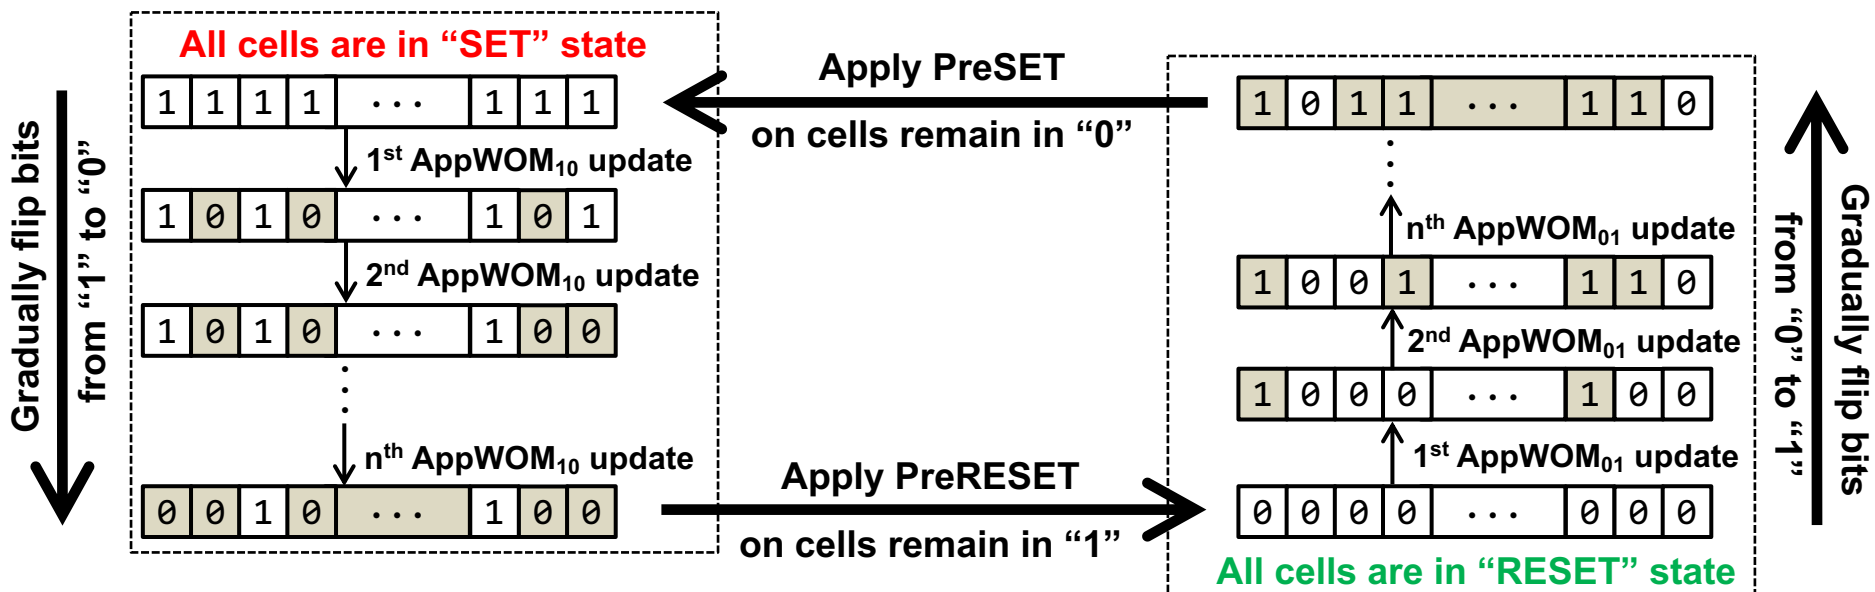 All cells are in “SET” state
1 1 1 1 ··· 1 1 1
1st AppWOM10 update
1 0 1 0 ··· 1 0 1
2nd AppWOM10 update
1 0 1 0 ··· 1 0 0
nth AppWOM10 update
0 0 1 0 ··· 1 0 0
Gradually flip bits
from “1” to “0”
Apply PreSET
on cells remain in “0”
Apply PreRESET
on cells remain in “1”
1 0 1 1 ··· 1 1 0
nth AppWOM01 update
1 0 0 1 ··· 1 1 0
2nd AppWOM01 update
1 0 0 0 ··· 1 0 0
1st AppWOM01 update
0 0 0 0 ··· 0 0 0
All cells are in “RESET” state
Gradually flip bits
from “0” to “1”